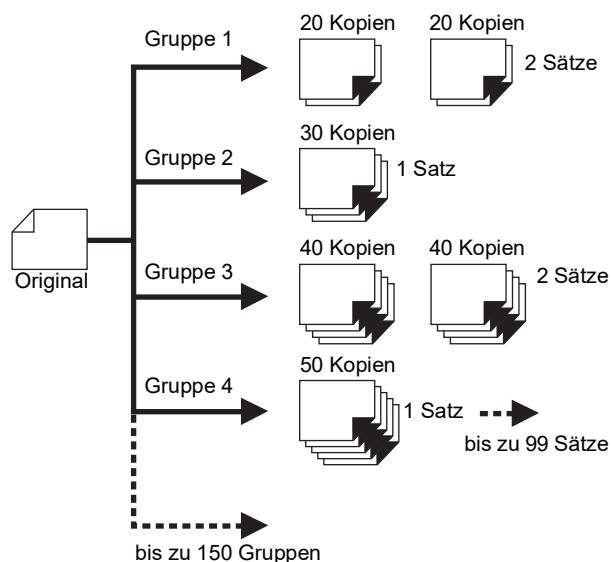 Gruppe 1
20 Kopien
20 Kopien
2 Sätze
Gruppe 2
30 Kopien
1 Satz
Original
Gruppe 3
40 Kopien
40 Kopien
2 Sätze
Gruppe 4
50 Kopien
1 Satz
bis zu 99 Sätze
bis zu 150 Gruppen